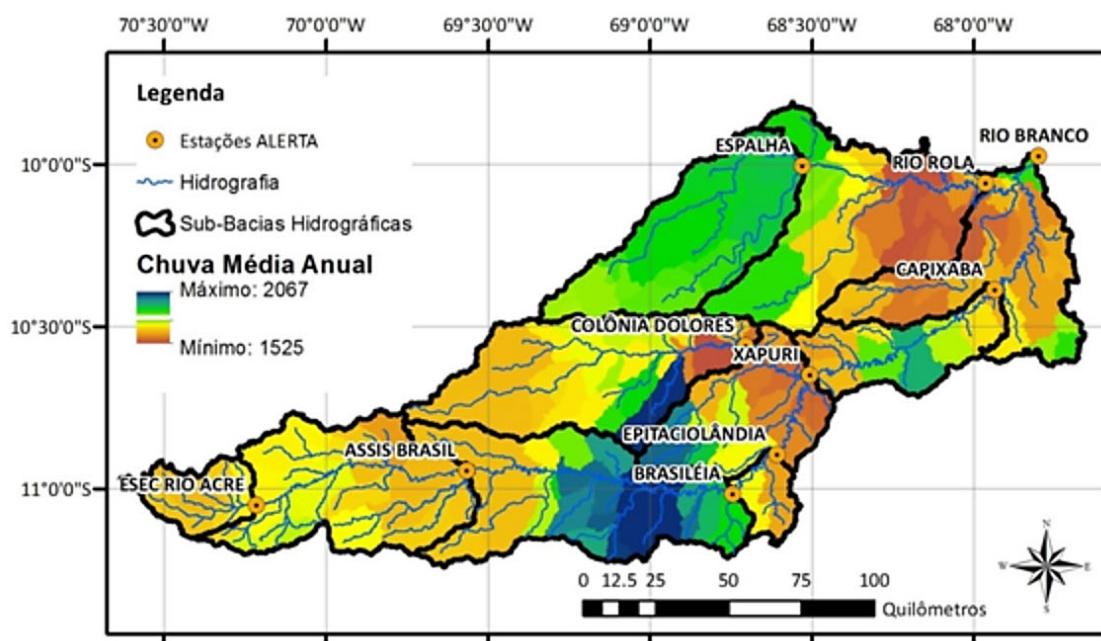 70°30'0"W 70°0'0"W 69°30'0"W 69°0'0"W 68°30'0"W 68°0'0"W
Legenda
Estações ALERTA
Hidrografia
Sub-Bacias Hidrográficas
Chuva Média Anual
Máximo: 2067
Mínimo: 1525
10°0'0"S
10°30'0"S
11°0'0"S
RIO BRANCO
ESPALHA
RIO ROLA
CAPIXABA
COLÔNIA DOLORES
XAPURI
EPITACIOLÂNDIA
ASSIS BRASIL
BRASILÉIA
ESEC RIO ACRE
N
W E
S
0 12.5 25 50 75 100
Quilômetros